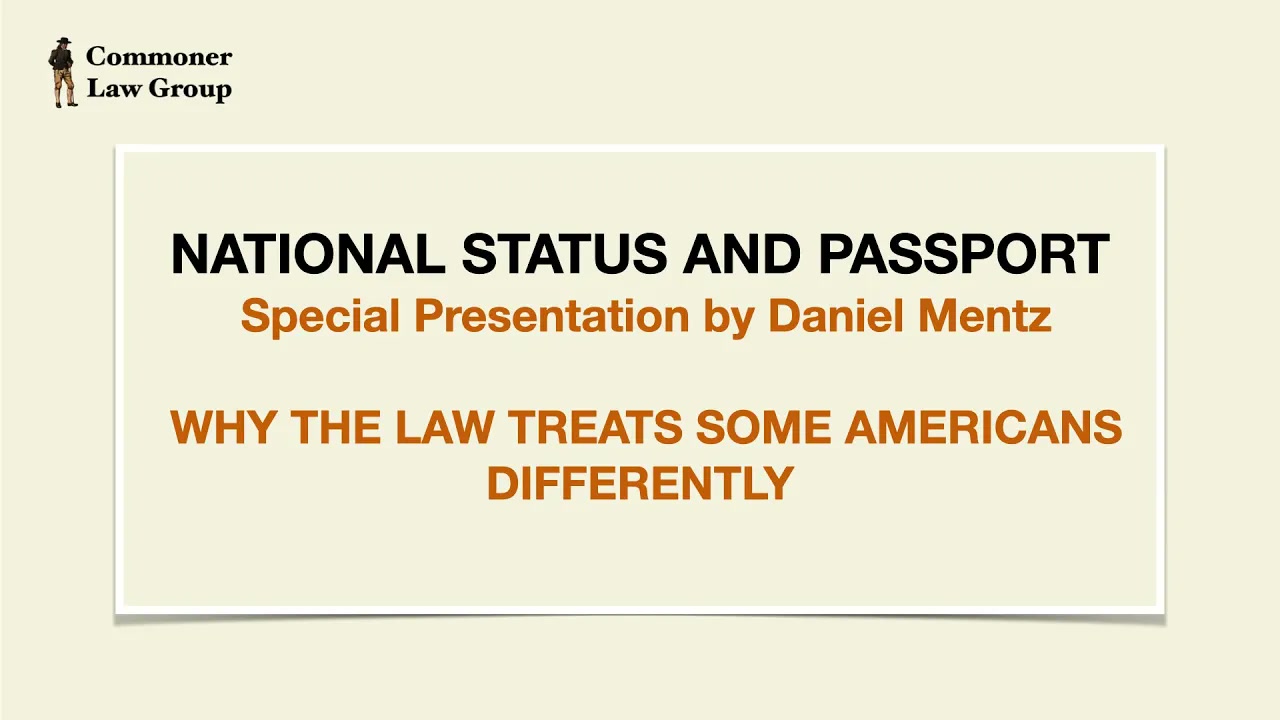 Commoner
Law Group
NATIONAL STATUS AND PASSPORT
Special Presentation by Daniel Mentz
WHY THE LAW TREATS SOME AMERICANS
DIFFERENTLY